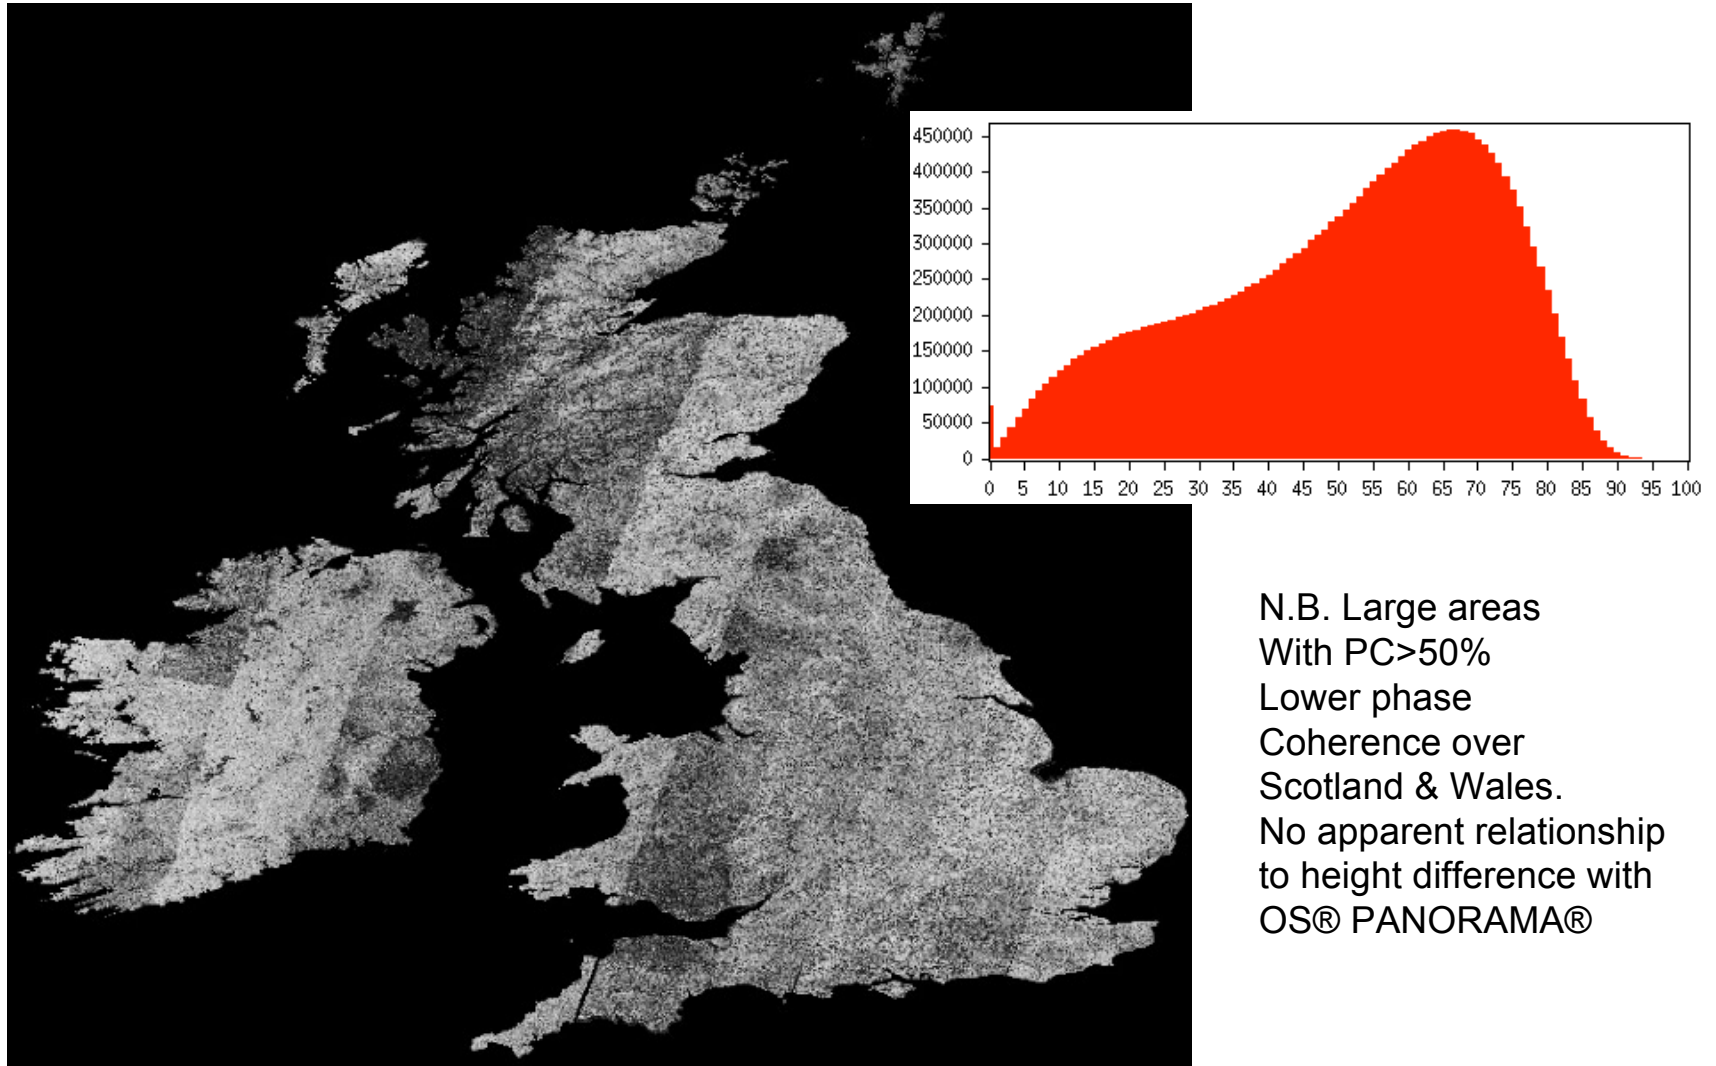 450000
400000
350000
300000
250000
200000
150000
100000
50000
0
0 5 10 15 20 25 30 35 40 45 50 55 60 65 70 75 80 85 90 95 100
N.B. Large areas
With PC>50%
Lower phase
Coherence over
Scotland & Wales.
No apparent relationship
to height difference with
OS® PANORAMA®